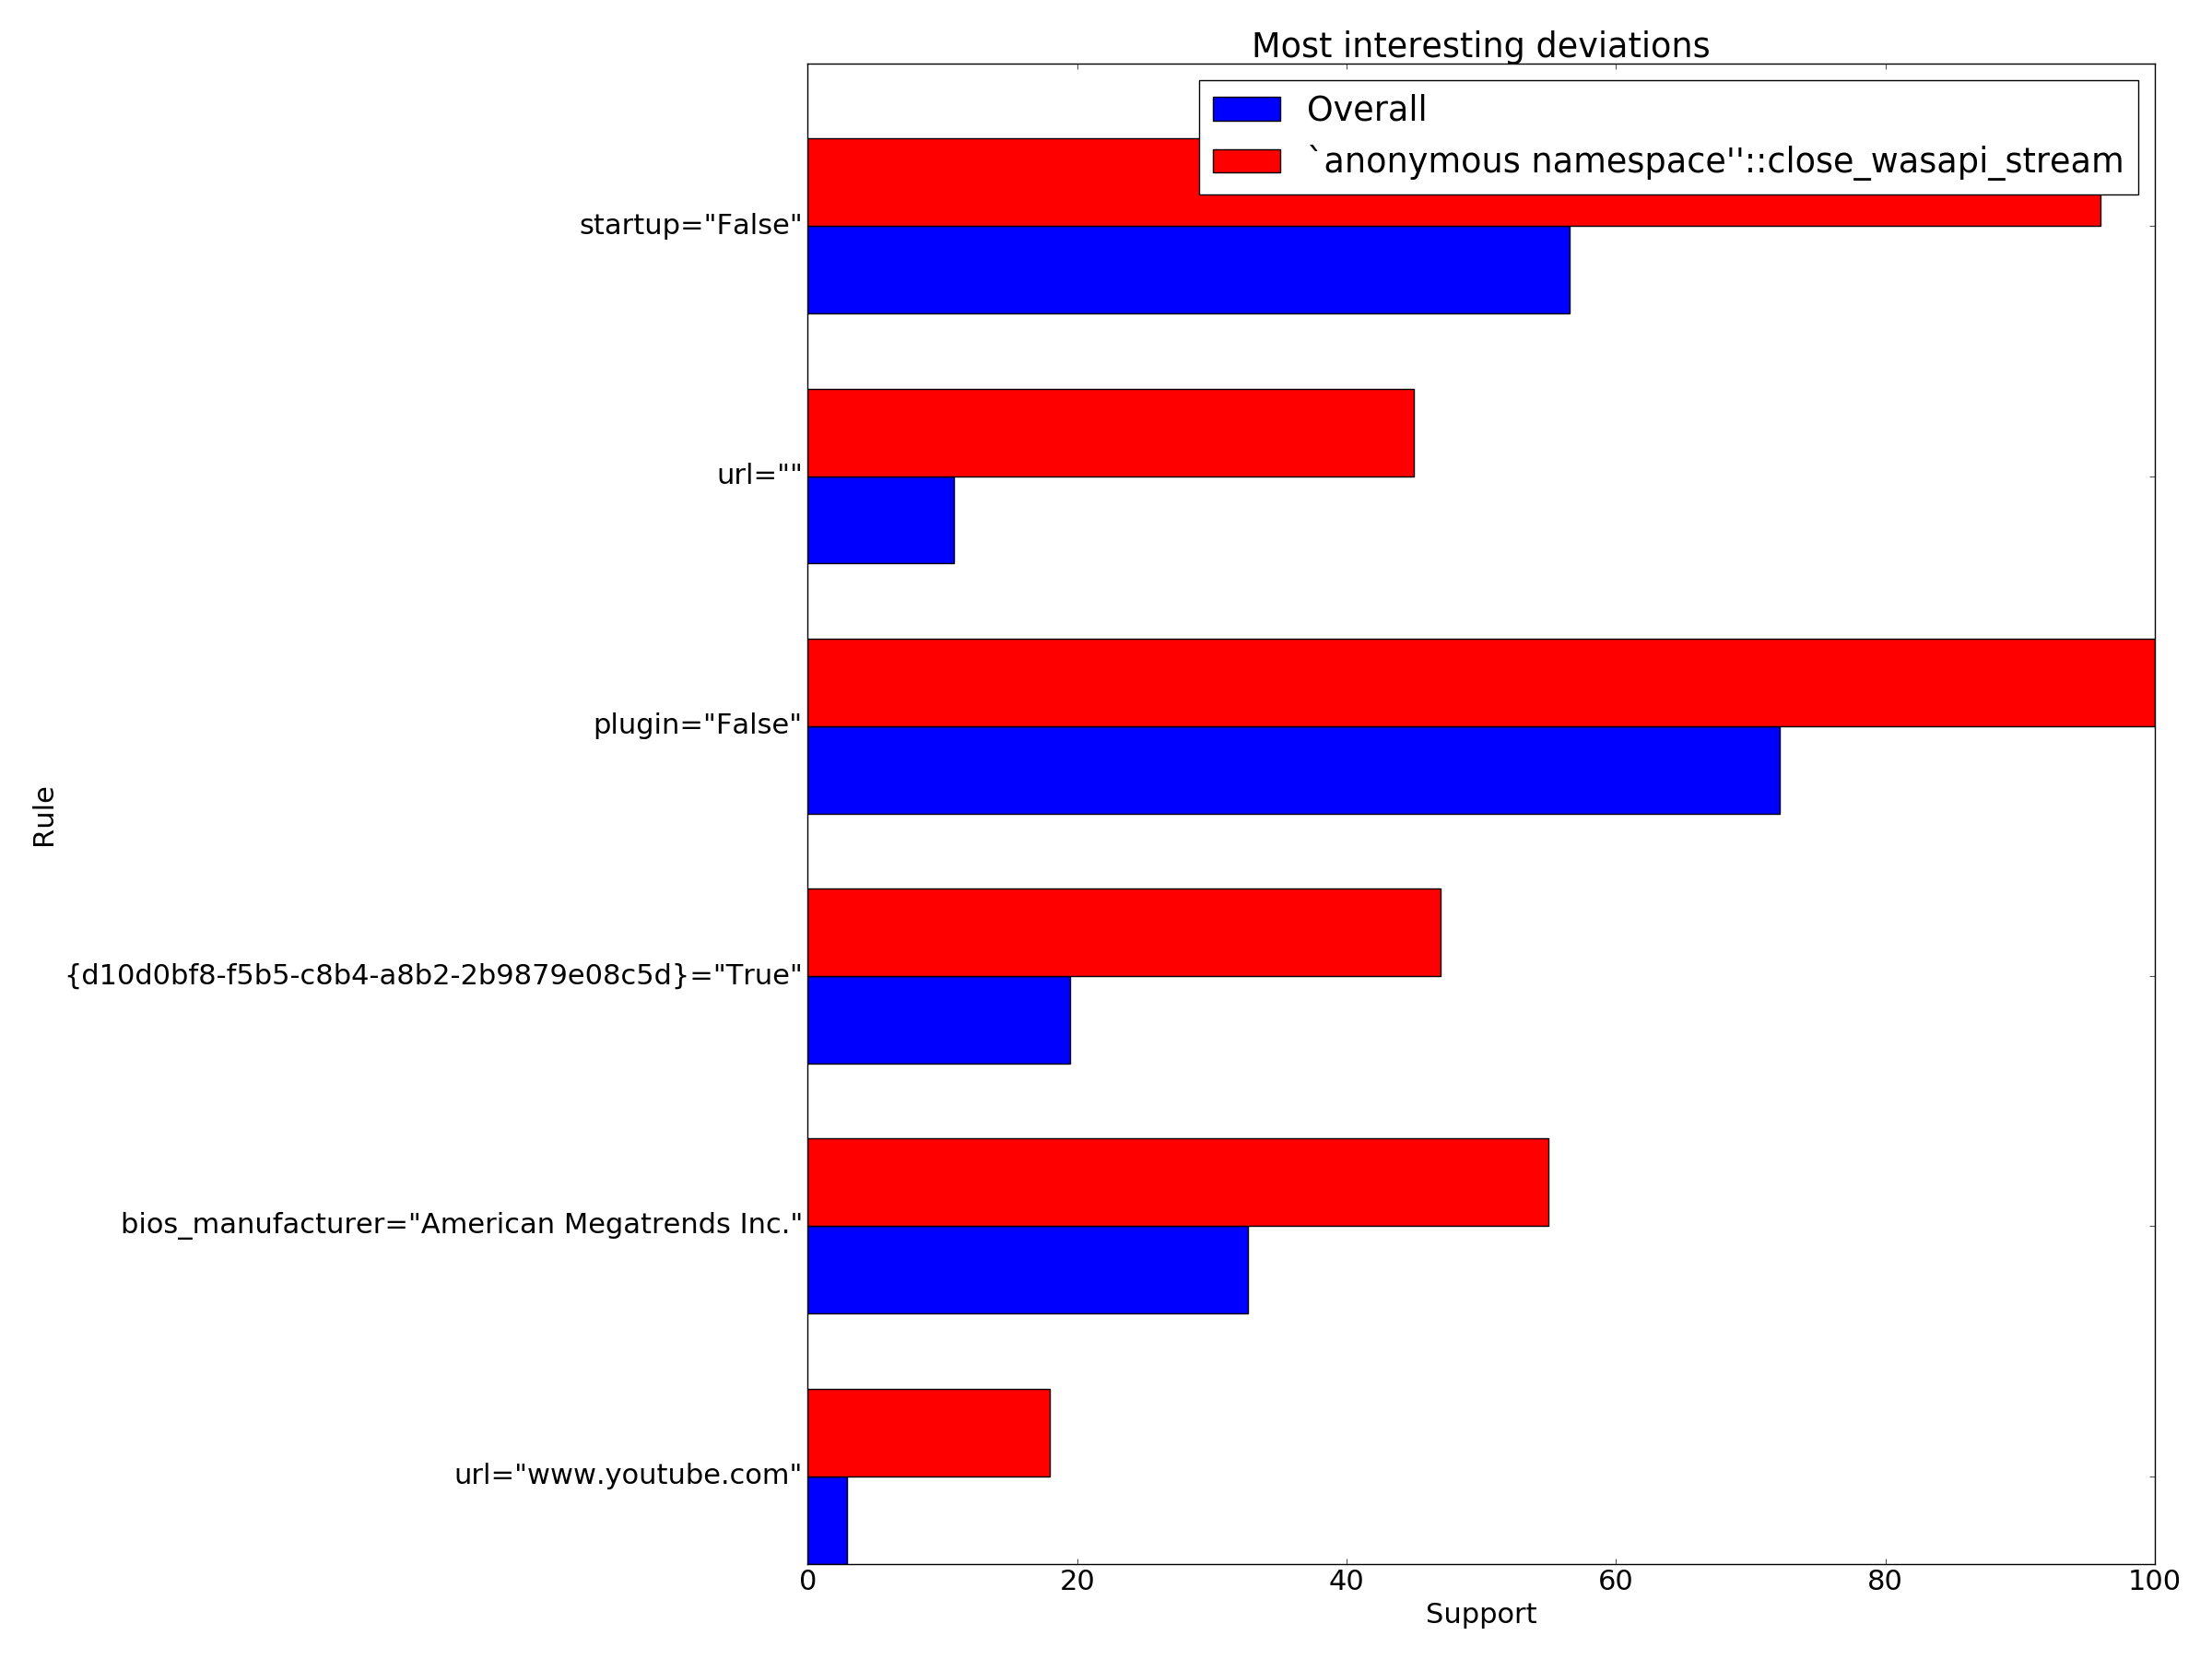 Most interesting deviations
Overall
`anonymous namespace''::close_wasapi_stream
startup="False"
url=""
plugin="False"
{d10d0bf8-f5b5-c8b4-a8b2-2b9879e08c5d}="True"
bios_manufacturer="American Megatrends Inc."
url="www.youtube.com"
Rule
0 20 40 60 80 100
Support